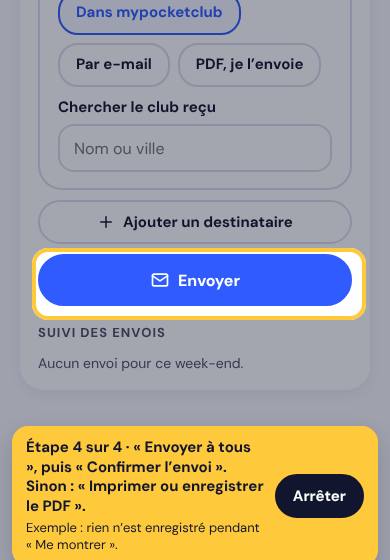 Dans mypocketclub
Par e-mail
PDF, je l’envoie
Chercher le club reçu
Nom ou ville
Ajouter un destinataire
Envoyer
SUIVI DES ENVOIS
Aucun envoi pour ce week-end.
Étape 4 sur 4 · « Envoyer à tous
», puis « Confirmer l’envoi ».
Sinon : « Imprimer ou enregistrer
le PDF ».
Exemple : rien n’est enregistré pendant
« Me montrer ».
Arrêter